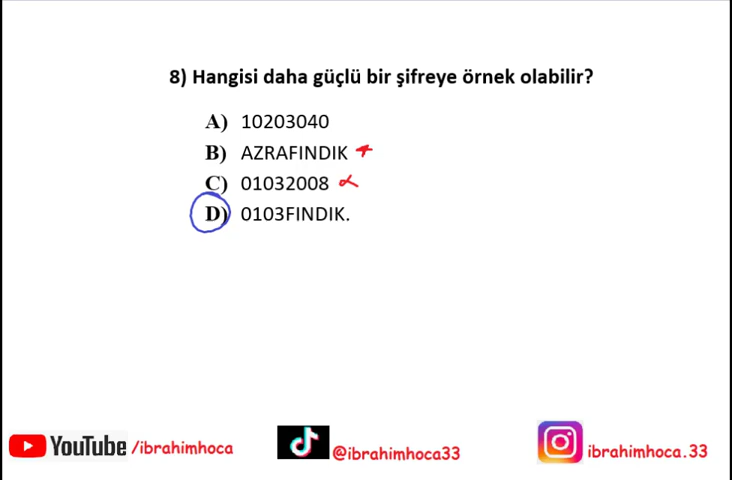 8) Hangisi daha güçlü bir şifreye örnek olabilir?
A) 10203040
B) AZRAFINDIK
C) 01032008
D) 0103FINDIK.
YouTube /ibrahimhoca
@ibrahimhoca33
ibrahimhoca.33